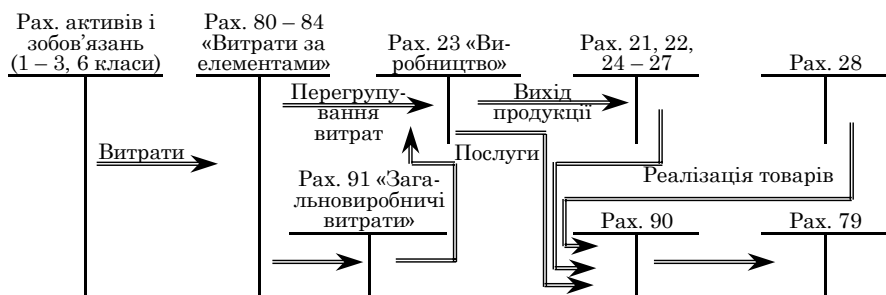 Рах. активів і
зобов’язань
(1 – 3, 6 класи)
Рах. 80 – 84
«Витрати за
елементами»
Рах. 23 «Ви-
робництво»
Рах. 21, 22,
24 – 27
Рах. 28
Перегрупу-
вання
витрат
Вихід
продукції
Витрати
Послуги
Реалізація товарів
Рах. 91 «Зага-
льновиробничі
витрати»
Рах. 90
Рах. 79